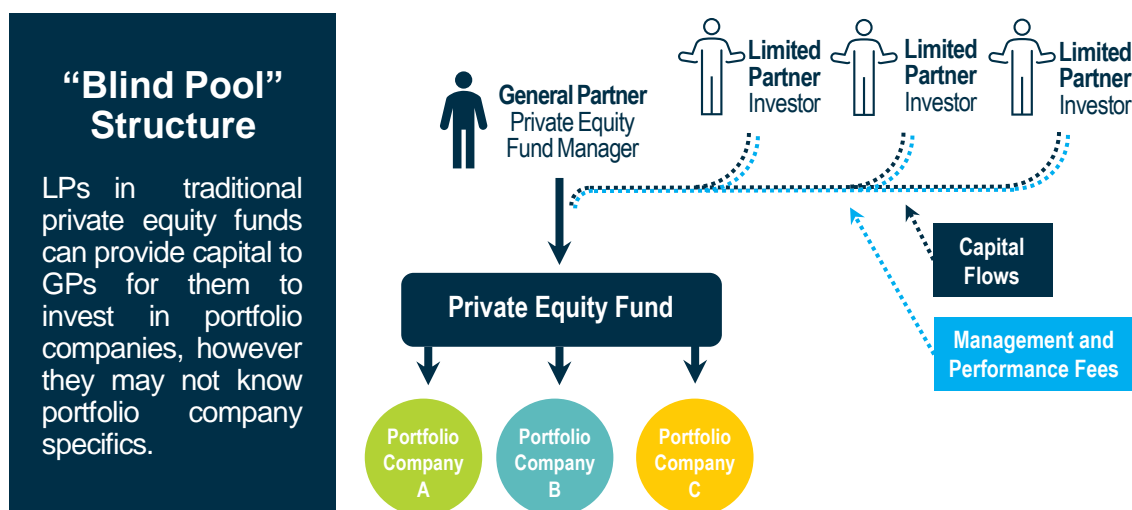 “Blind Pool”
Structure
LPs in traditional
private equity funds
can provide capital to
GPs for them to
invest in portfolio
companies, however
they may not know
portfolio company
specifics.
General Partner
Private Equity
Fund Manager
Limited
Partner
Investor
Limited
Partner
Investor
Limited
Partner
Investor
Capital
Flows
Management and
Performance Fees
Private Equity Fund
Portfolio
Company
A
Portfolio
Company
B
Portfolio
Company
C